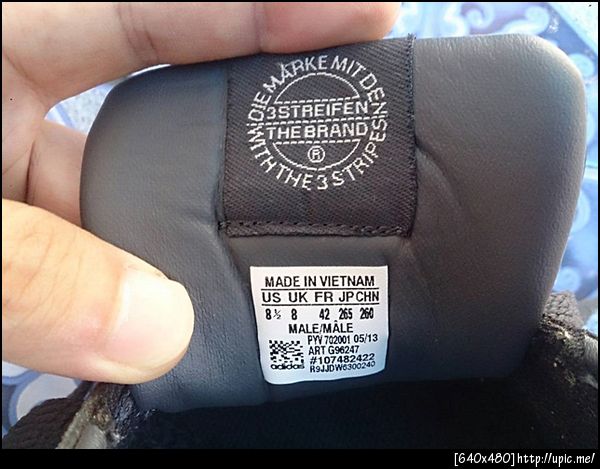 DIE MARKE MIT DEN
3STREIFEN
THE BRAND
®
WITH THE 3 STRIPES
MADE IN VIETNAM
US UK FR JP CHN
8½ 8 42 265 260
MALE/MÂLE
PYV 702001 05/13
ART G96247
#107482422
adidas R9JJDW6300240
[640x480]http://upic.me/